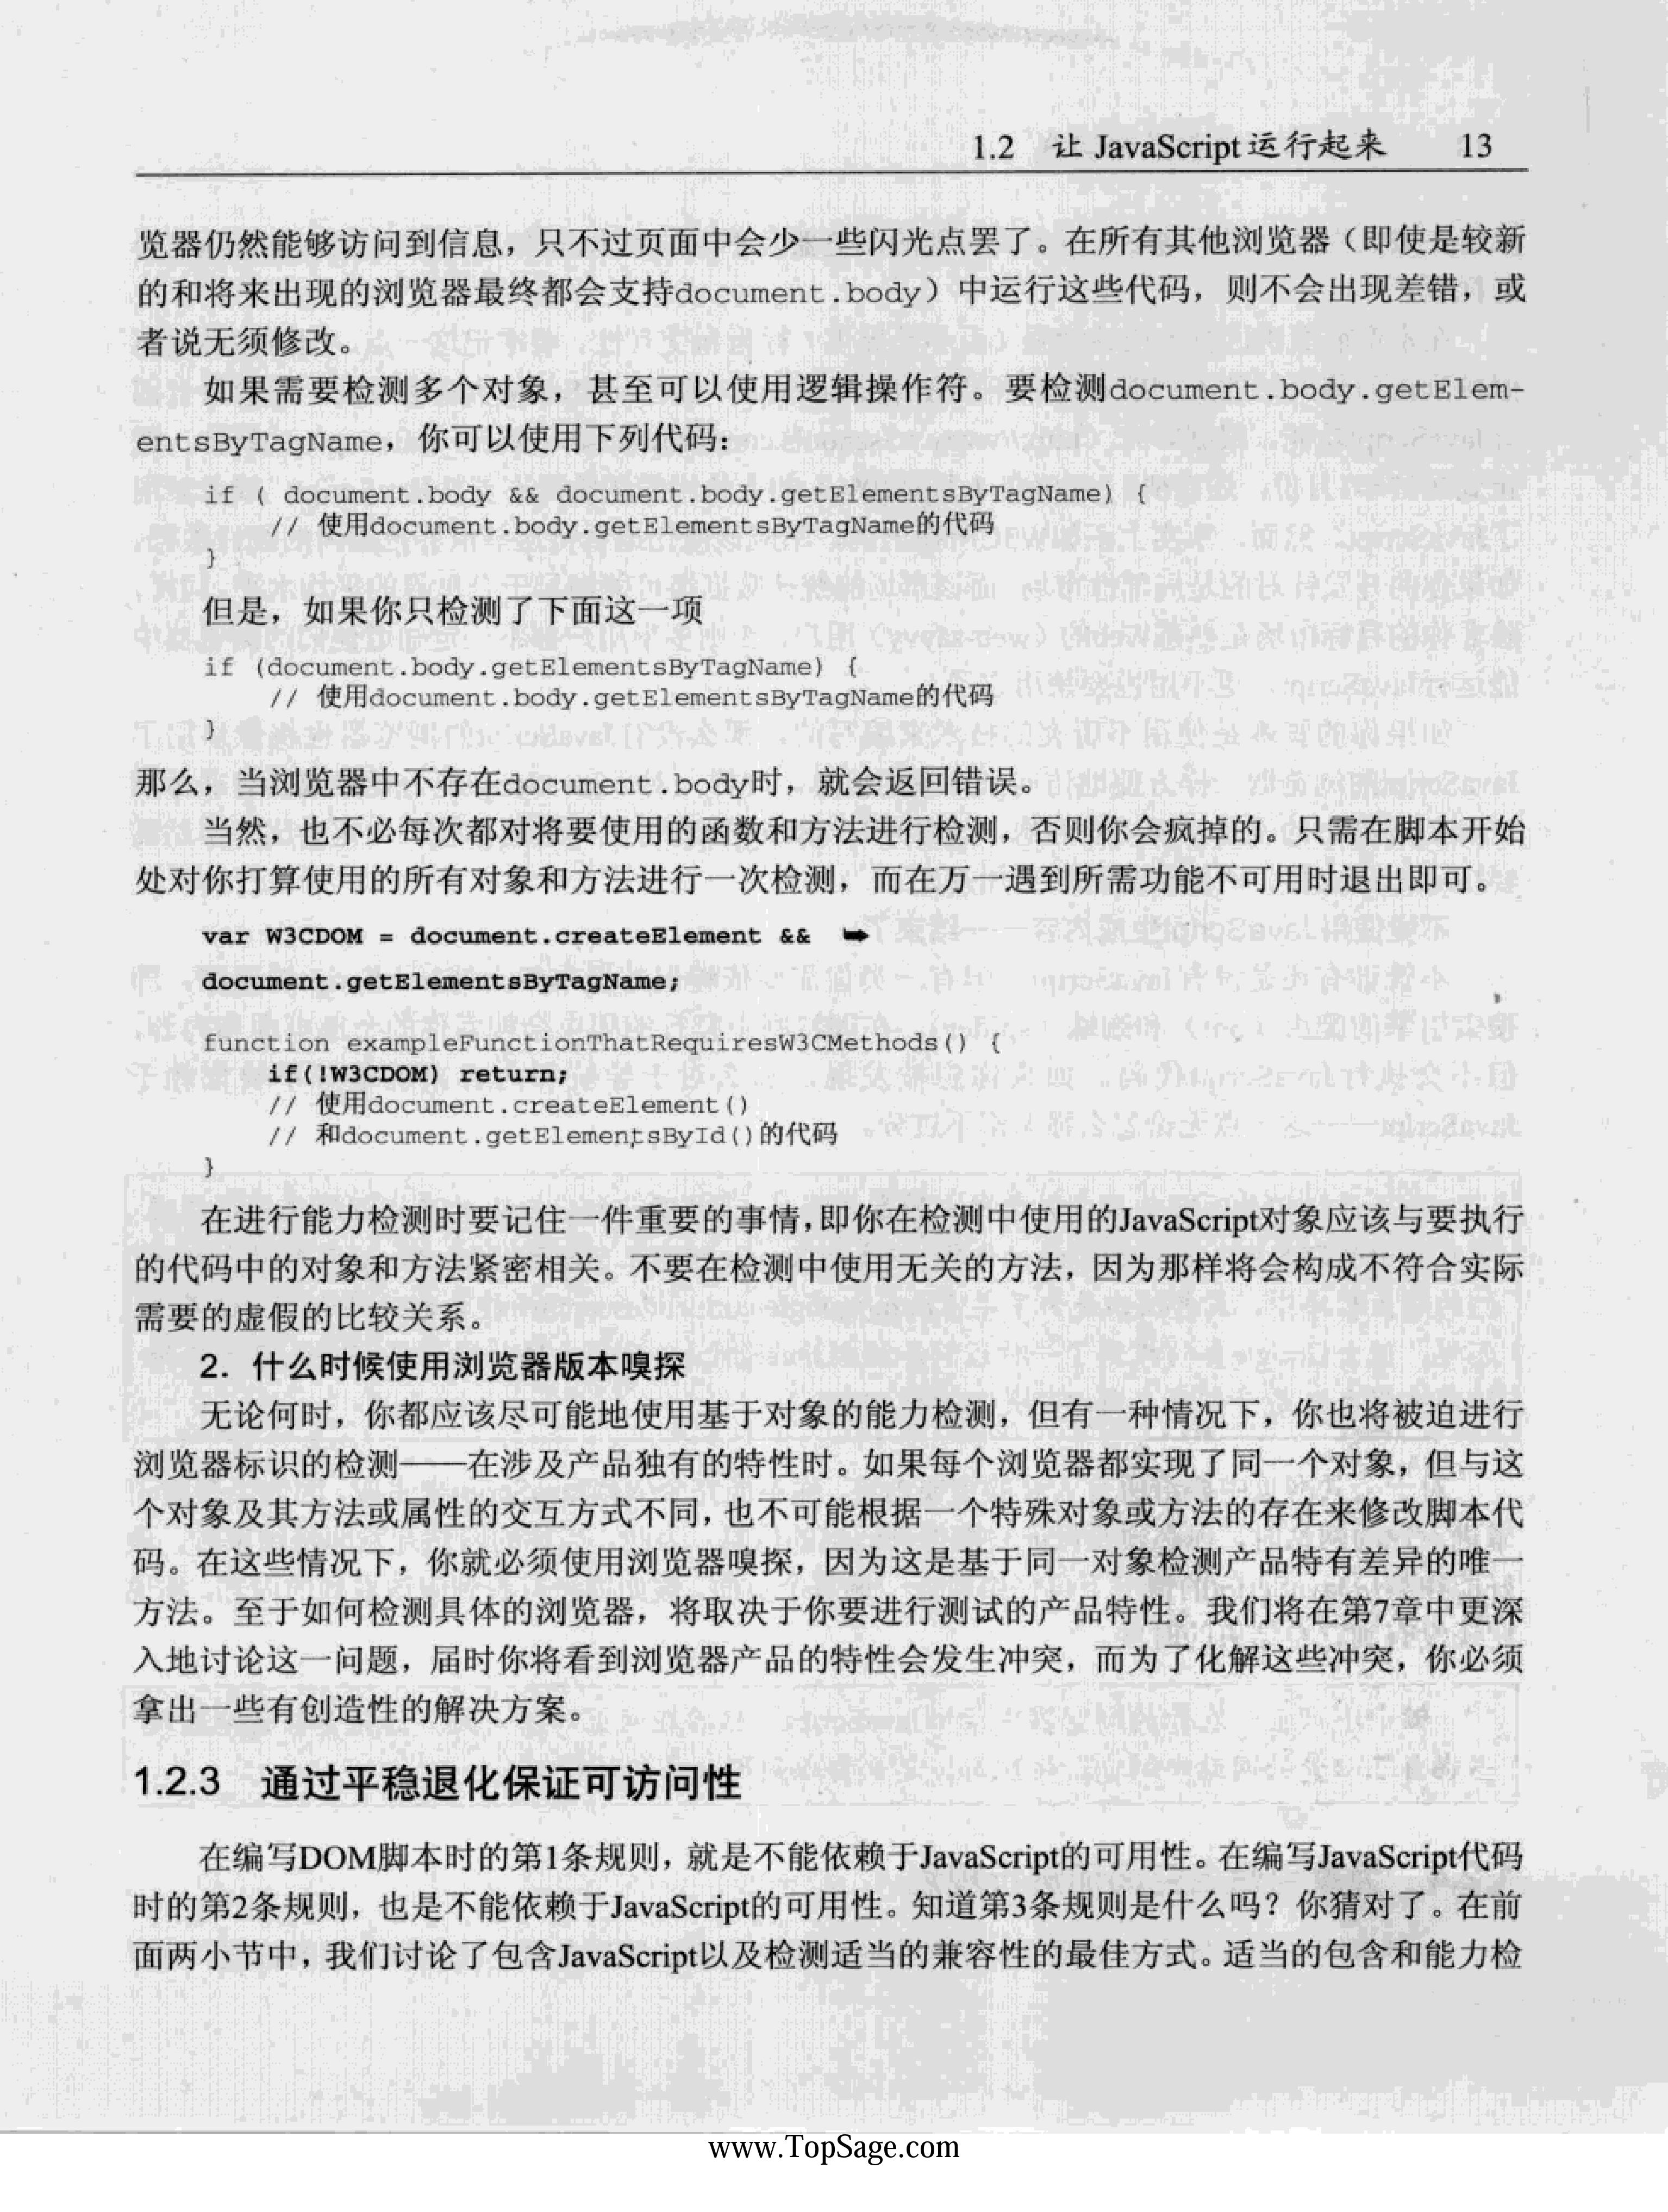 1.2 让 JavaScript 运行起来 13
览器仍然能够访问到信息，只不过页面中会少一些闪光点罢了。在所有其他浏览器（即使是较新
的和将来出现的浏览器最终都会支持document.body）中运行这些代码，则不会出现差错，或
者说无须修改。
如果需要检测多个对象，甚至可以使用逻辑操作符。要检测document.body.getElem-
entsByTagName，你可以使用下列代码：
if ( document.body && document.body.getElementsByTagName) {
// 使用document.body.getElementsByTagName的代码
}
但是，如果你只检测了下面这一项
if (document.body.getElementsByTagName) {
// 使用document.body.getElementsByTagName的代码
}
那么，当浏览器中不存在document.body时，就会返回错误。
当然，也不必每次都对将要使用的函数和方法进行检测，否则你会疯掉的。只需在脚本开始
处对你打算使用的所有对象和方法进行一次检测，而在万一遇到所需功能不可用时退出即可。
var W3CDOM = document.createElement && ➥
document.getElementsByTagName;
function exampleFunctionThatRequiresW3CMethods() {
if(!W3CDOM) return;
// 使用document.createElement()
// 和document.getElementsById()的代码
}
在进行能力检测时要记住一件重要的事情，即你在检测中使用的JavaScript对象应该与要执行
的代码中的对象和方法紧密相关。不要在检测中使用无关的方法，因为那样将会构成不符合实际
需要的虚假的比较关系。
2. 什么时候使用浏览器版本嗅探
无论何时，你都应该尽可能地使用基于对象的能力检测，但有一种情况下，你也将被迫进行
浏览器标识的检测——在涉及产品独有的特性时。如果每个浏览器都实现了同一个对象，但与这
个对象及其方法或属性的交互方式不同，也不可能根据一个特殊对象或方法的存在来修改脚本代
码。在这些情况下，你就必须使用浏览器嗅探，因为这是基于同一对象检测产品特有差异的唯一
方法。至于如何检测具体的浏览器，将取决于你要进行测试的产品特性。我们将在第7章中更深
入地讨论这一问题，届时你将看到浏览器产品的特性会发生冲突，而为了化解这些冲突，你必须
拿出一些有创造性的解决方案。
1.2.3 通过平稳退化保证可访问性
在编写DOM脚本时的第1条规则，就是不能依赖于JavaScript的可用性。在编写JavaScript代码
时的第2条规则，也是不能依赖于JavaScript的可用性。知道第3条规则是什么吗？你猜对了。在前
面两小节中，我们讨论了包含JavaScript以及检测适当的兼容性的最佳方式。适当的包含和能力检
www.TopSage.com